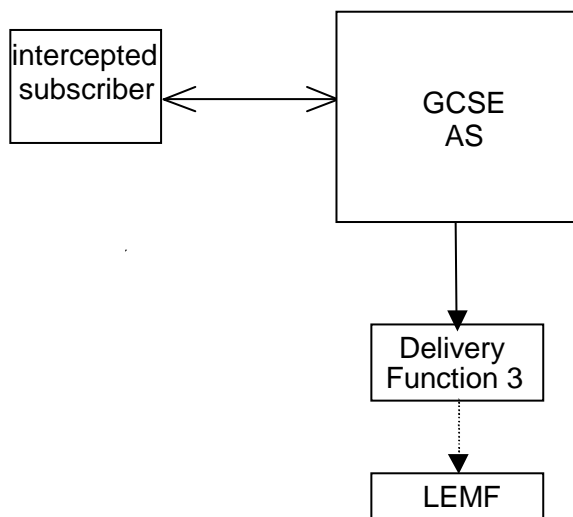 intercepted
subscriber
GCSE
AS
Delivery
Function 3
LEMF